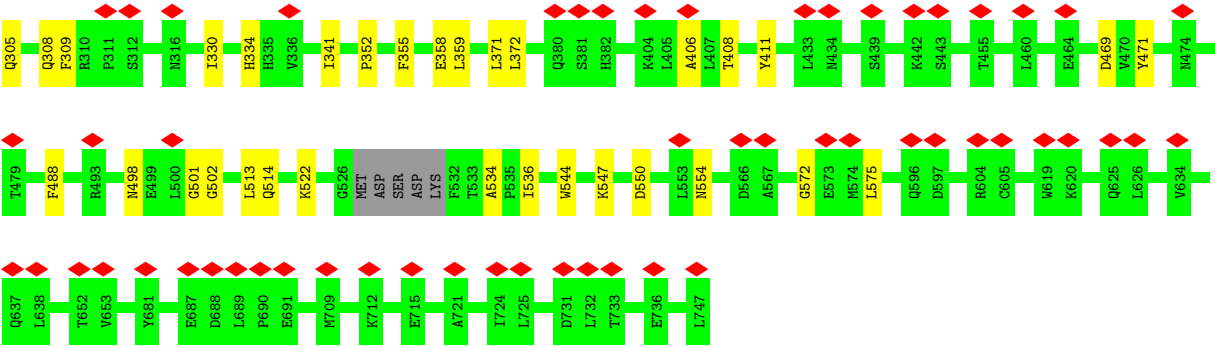 Q305 Q308 F309 R310 P311 S312 N316 I330 H334 H335 V336 I341 P352 F355 E358 L359 L371 L372 Q380 S381 H382 K404 L405 A406 L407 T408 Y411 L433 N434 S439 K442 S443 T455 L460 E464 D469 V470 Y471 N474
T479 F488 R493 N498 E499 L500 G501 G502 L513 Q514 K522 G526 MET ASP SER ASP LYS F532 T533 A534 P535 I536 W544 K547 D550 L553 N554 D566 A567 G572 E573 M574 L575 Q596 D597 R604 C605 W619 K620 Q625 L626 V634
Q637 L638 T652 V653 Y681 E687 D688 L689 P690 E691 M709 K712 E715 A721 I724 L725 D731 L732 T733 E736 L747